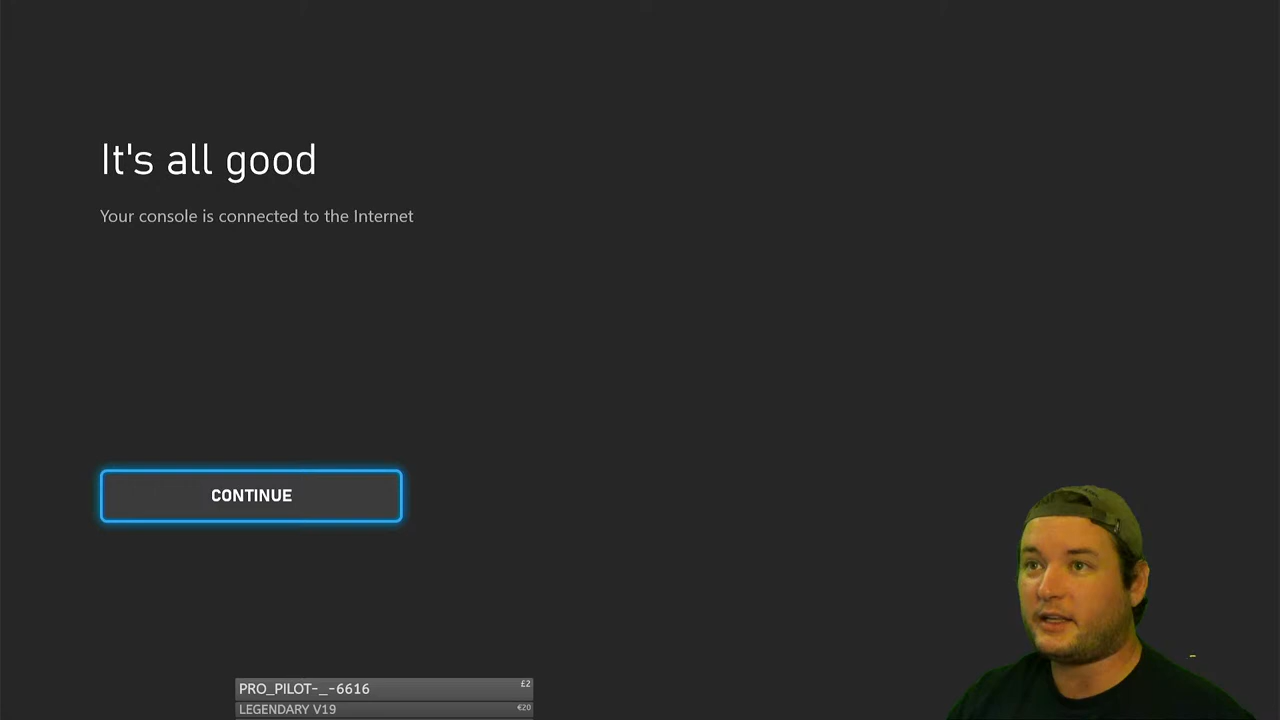 It's all good
Your console is connected to the Internet
CONTINUE
PRO_PILOT-_-6616 £2
LEGENDARY V19 €20